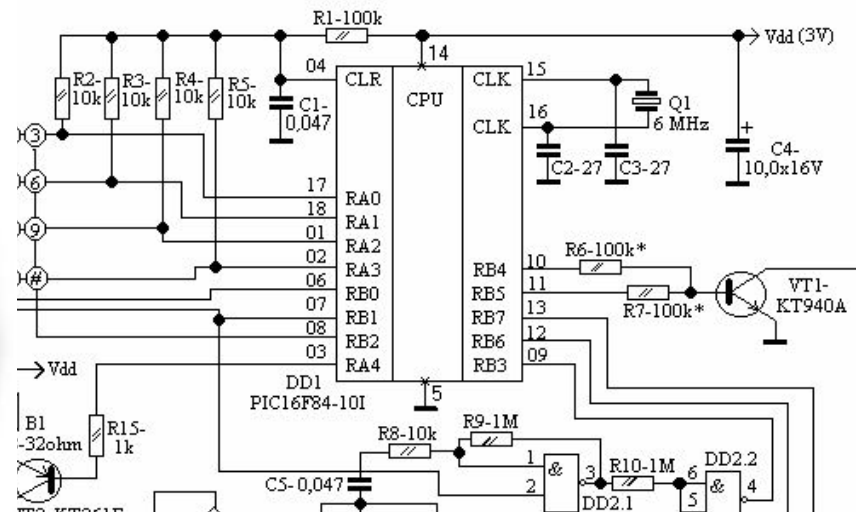 R1-100k
Vdd (3V)
14
04
CLR
CPU
CLK
15
R2-
10k
R3-
10k
R4-
10k
R5-
10k
C1-
0,047
16
CLK
Q1
6 MHz
+
C4-
10,0x16V
C2-27
C3-27
3
6
9
#
17
RA0
18
RA1
01
RA2
02
RA3
06
RB0
07
RB1
08
RB2
03
RA4
RB4
10
RB5
11
RB7
13
RB6
12
RB3
09
R6-100k*
R7-100k*
VT1-
KT940A
Vdd
DD1
PIC16F84-10I
5
B1
-32ohm
R15-
1k
R8-10k
R9-1M
C5-0,047
1
&
3
2
DD2.1
R10-1M
DD2.2
6
&
4
5